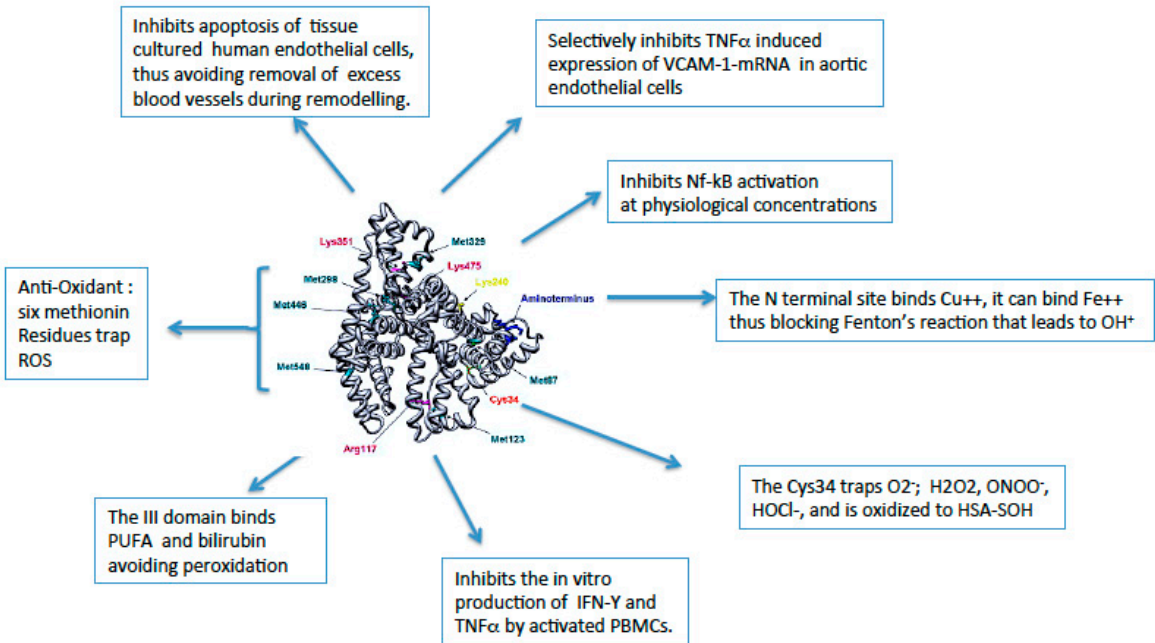 Inhibits apoptosis of tissue
cultured human endothelial cells,
thus avoiding removal of excess
blood vessels during remodelling.
Selectively inhibits TNFα induced
expression of VCAM-1-mRNA in aortic
endothelial cells
Inhibits Nf-kB activation
at physiological concentrations
Lys351
Met329
Lys475
Met298
Lys240
Met446
Aminoterminus
Met548
Met87
Cys34
Met123
Arg117
Anti-Oxidant :
six methionin
Residues trap
ROS
The N terminal site binds Cu++, it can bind Fe++
thus blocking Fenton's reaction that leads to OH⁺
The Cys34 traps O2⁻; H2O2, ONOO⁻,
HOCl-, and is oxidized to HSA-SOH
The III domain binds
PUFA and bilirubin
avoiding peroxidation
Inhibits the in vitro
production of IFN-Y and
TNFα by activated PBMCs.